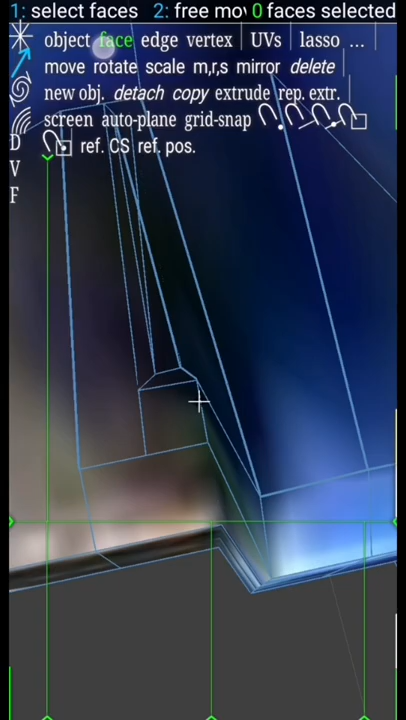 1: select faces 2: free mov 0 faces selected
object face edge vertex UVs lasso ...
move rotate scale m,r,s mirror delete
new obj. detach copy extrude rep. extr.
screen auto-plane grid-snap
D
V
F
ref. CS ref. pos.